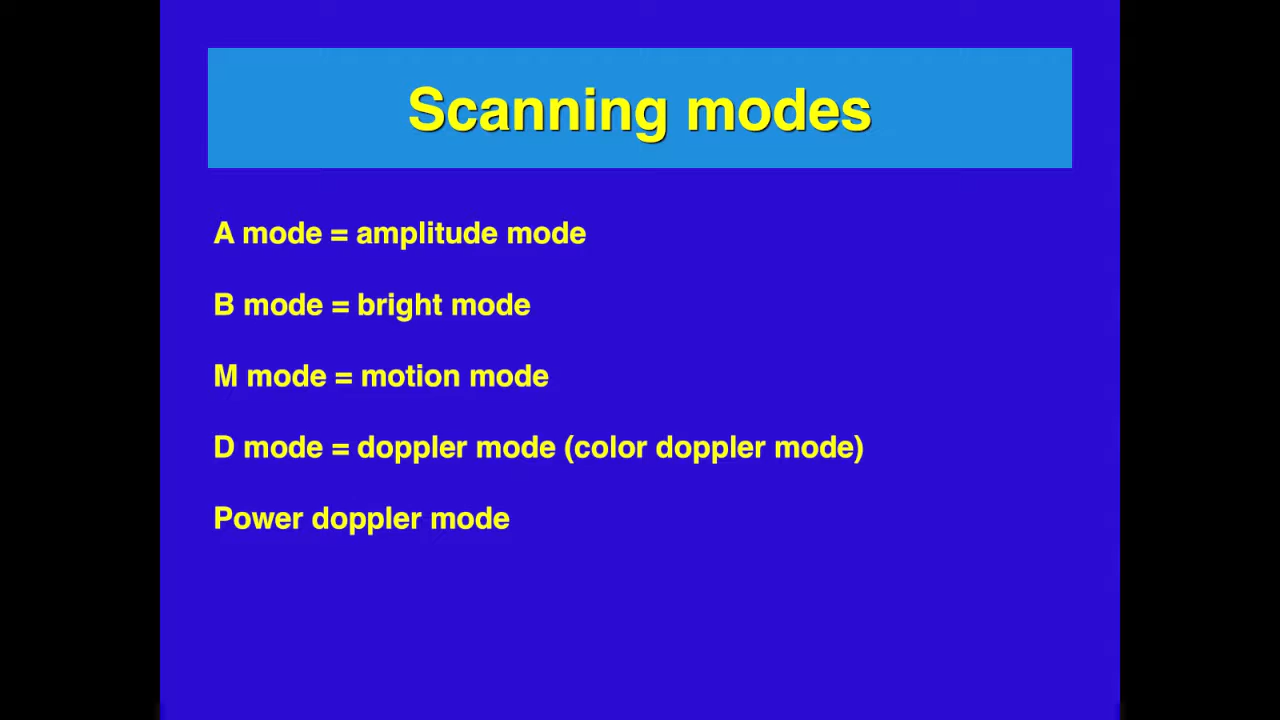 Scanning modes
A mode = amplitude mode
B mode = bright mode
M mode = motion mode
D mode = doppler mode (color doppler mode)
Power doppler mode